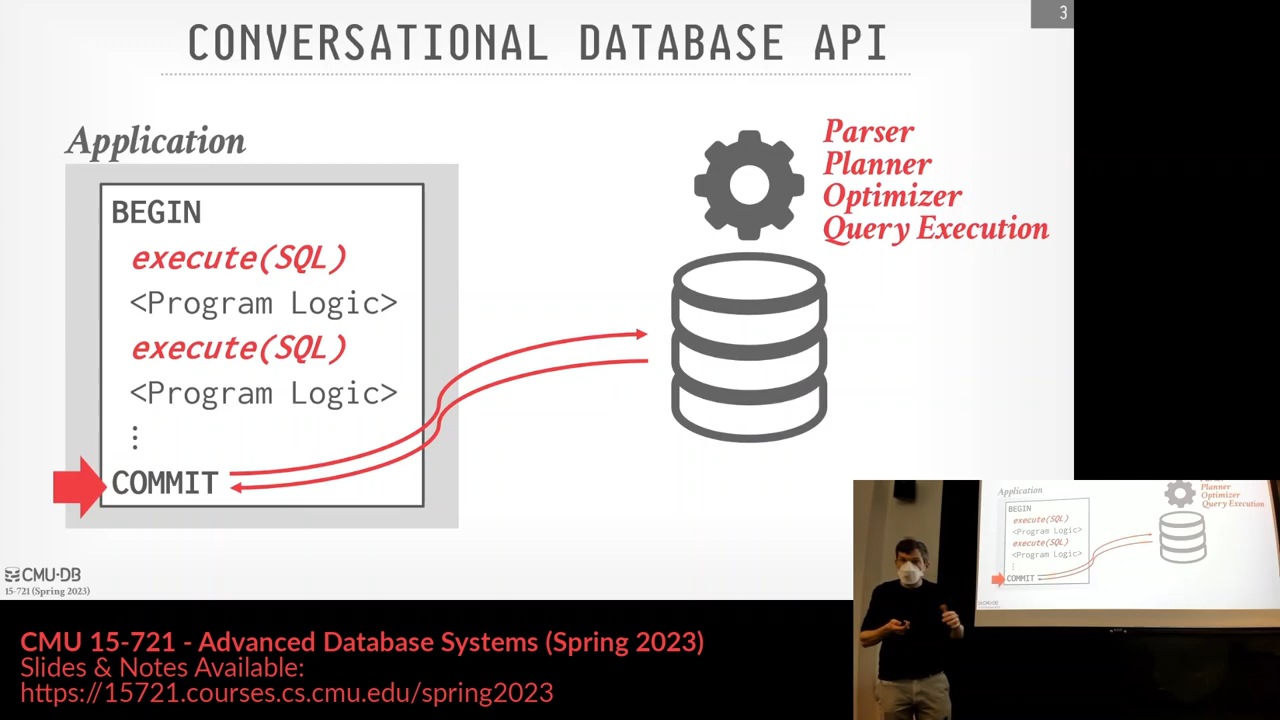 3
CONVERSATIONAL DATABASE API
Application
BEGIN
execute(SQL)
<Program Logic>
execute(SQL)
<Program Logic>
⋮
COMMIT
Parser
Planner
Optimizer
Query Execution
CMU·DB
15-721 (Spring 2023)
Application
BEGIN
execute(SQL)
<Program Logic>
execute(SQL)
<Program Logic>
⋮
COMMIT
Parser
Planner
Optimizer
Query Execution
CMU 15-721 - Advanced Database Systems (Spring 2023)
Slides & Notes Available:
https://15721.courses.cs.cmu.edu/spring2023